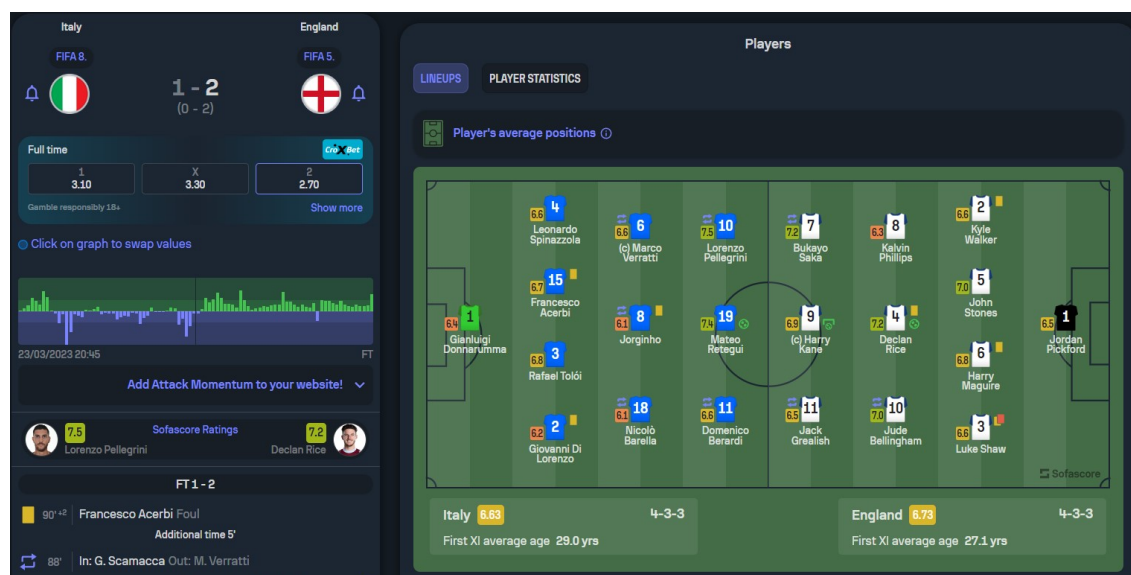 Italy
England
FIFA 8.
FIFA 5.
1 - 2
(0 - 2)
Full time
CroXBet
1
3.10
X
3.30
2
2.70
Gamble responsibly 18+
Show more
Click on graph to swap values
23/03/2023 20:45
FT
Add Attack Momentum to your website!
7.5
Sofascore Ratings
7.2
Lorenzo Pellegrini
Declan Rice
FT 1 - 2
90' +2
Francesco Acerbi Foul
Additional time 5'
88'
In: G. Scamacca Out: M. Verratti
Players
LINEUPS
PLAYER STATISTICS
Player's average positions
1
6.4
Gianluigi
Donnarumma
4
6.6
Leonardo
Spinazzola
15
6.7
Francesco
Acerbi
3
6.8
Rafael Tolói
2
6.2
Giovanni Di
Lorenzo
6
6.6
(c) Marco
Verratti
8
6.1
Jorginho
18
6.1
Nicolò
Barella
10
7.5
Lorenzo
Pellegrini
19
7.4
Mateo
Retegui
11
6.6
Domenico
Berardi
7
7.2
Bukayo
Saka
9
6.9
(c) Harry
Kane
11
6.5
Jack
Grealish
8
6.3
Kalvin
Phillips
4
7.2
Declan
Rice
10
7.0
Jude
Bellingham
2
6.6
Kyle
Walker
5
7.0
John
Stones
6
6.8
Harry
Maguire
3
6.6
Luke Shaw
1
6.5
Jordan
Pickford
Sofascore
Italy 6.63
4-3-3
First XI average age 29.0 yrs
England 6.73
4-3-3
First XI average age 27.1 yrs